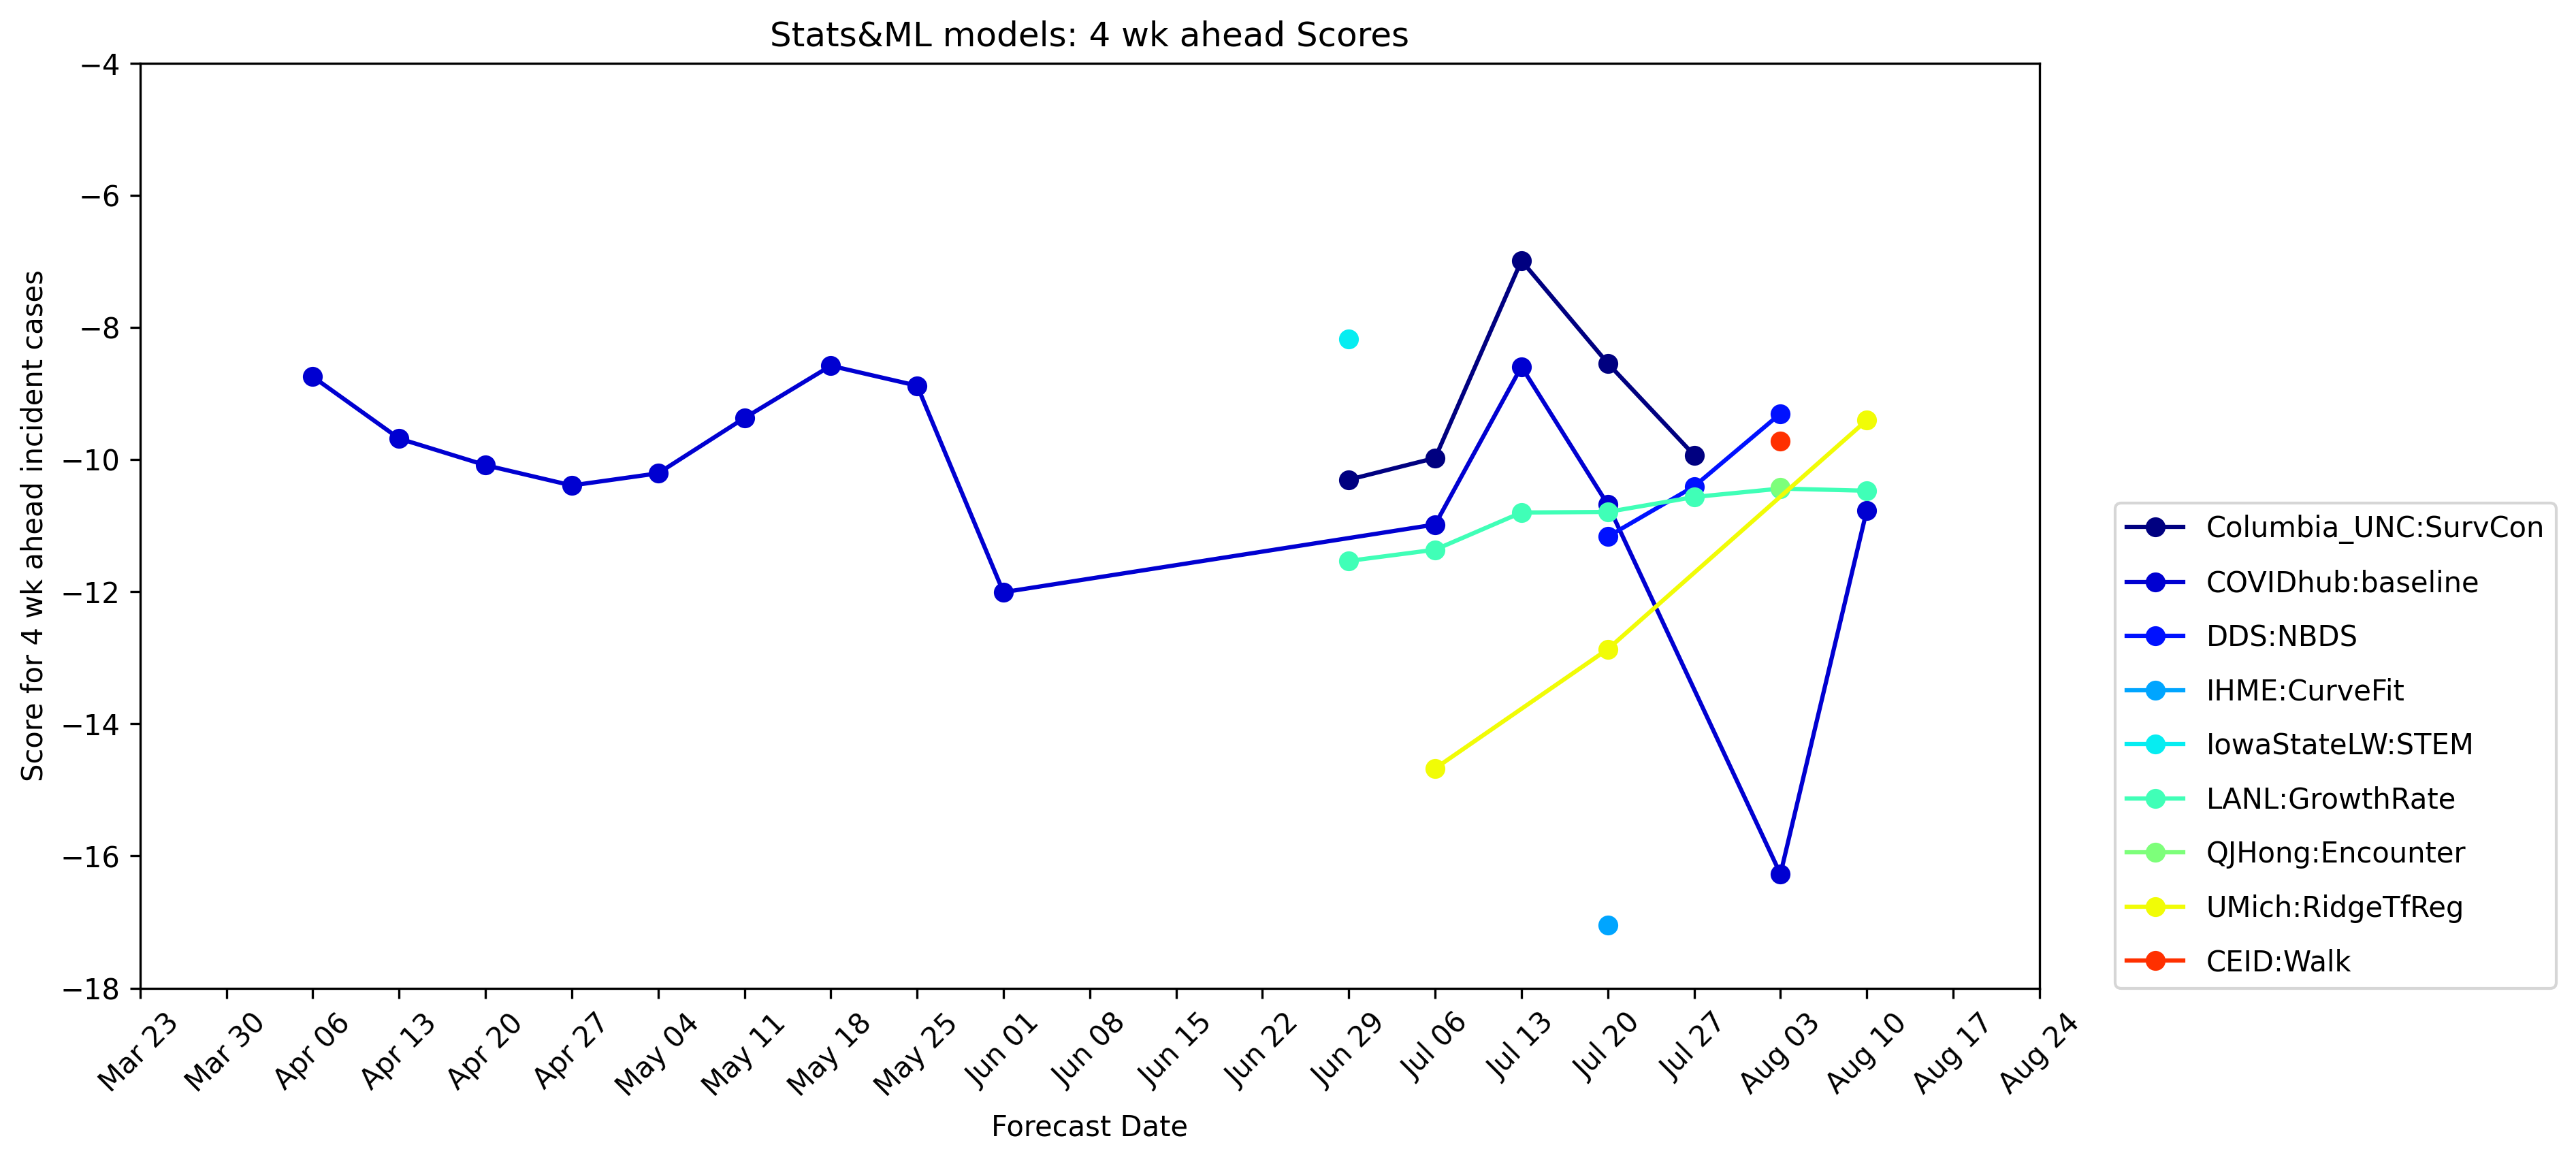 Stats&ML models: 4 wk ahead Scores
Score for 4 wk ahead incident cases
−4
−6
−8
−10
−12
−14
−16
−18
Mar 23
Mar 30
Apr 06
Apr 13
Apr 20
Apr 27
May 04
May 11
May 18
May 25
Jun 01
Jun 08
Jun 15
Jun 22
Jun 29
Jul 06
Jul 13
Jul 20
Jul 27
Aug 03
Aug 10
Aug 17
Aug 24
Forecast Date
Columbia_UNC:SurvCon
COVIDhub:baseline
DDS:NBDS
IHME:CurveFit
IowaStateLW:STEM
LANL:GrowthRate
QJHong:Encounter
UMich:RidgeTfReg
CEID:Walk